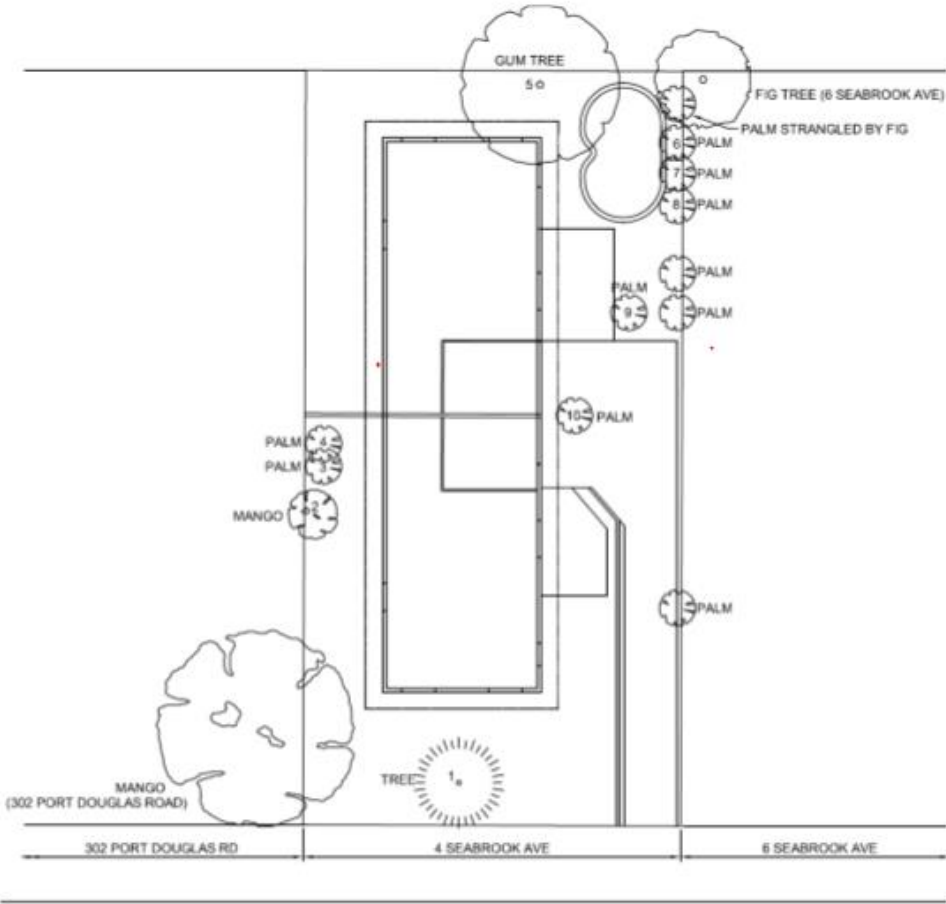 GUM TREE
5
FIG TREE (6 SEABROOK AVE)
PALM STRANGLED BY FIG
6 PALM
7 PALM
8 PALM
PALM
PALM
9
PALM
10 PALM
PALM 4
PALM 3
MANGO 2
PALM
TREE 1
MANGO
(302 PORT DOUGLAS ROAD)
302 PORT DOUGLAS RD
4 SEABROOK AVE
6 SEABROOK AVE